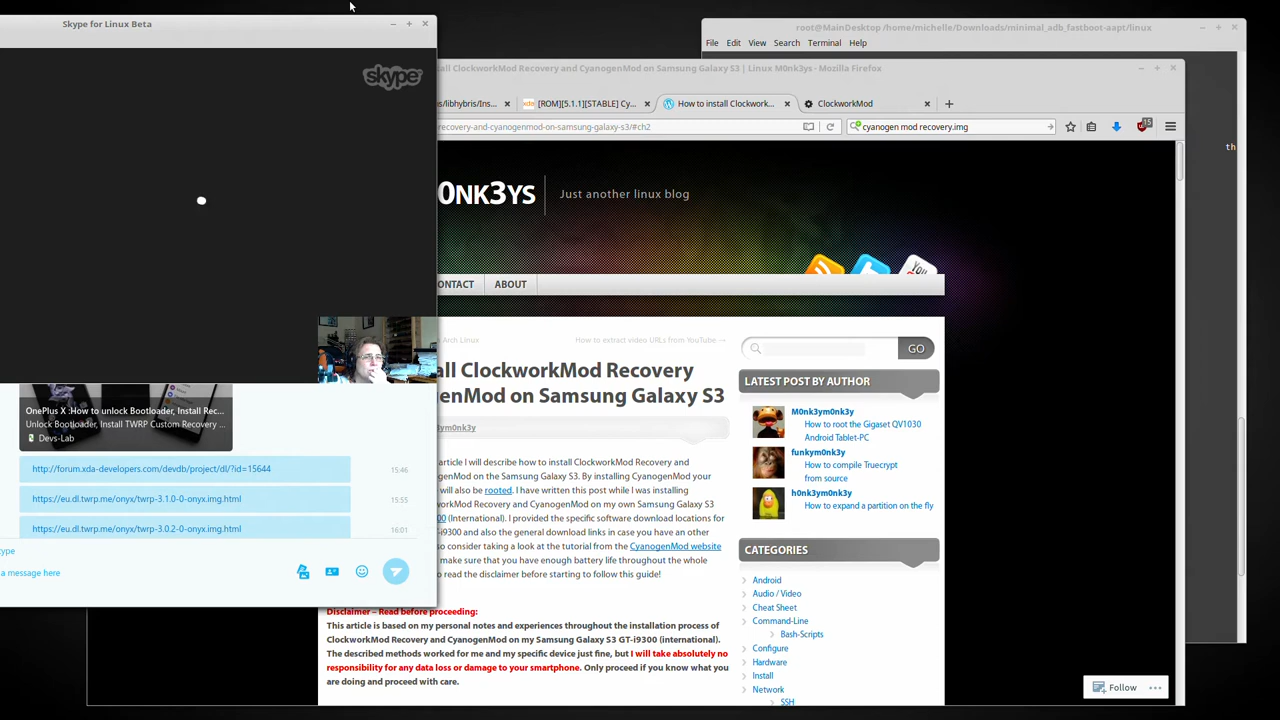 Skype for Linux Beta
skype
OnePlus X :How to unlock Bootloader, Install Rec...
Unlock Bootloader, Install TWRP Custom Recovery ...
Devs-Lab
http://forum.xda-developers.com/devdb/project/dl/?id=15644
15:46
https://eu.dl.twrp.me/onyx/twrp-3.1.0-0-onyx.img.html
15:55
https://eu.dl.twrp.me/onyx/twrp-3.0.2-0-onyx.img.html
16:01
kype
a message here
root@MainDesktop /home/michelle/Downloads/minimal_adb_fastboot-aapt/linux
File Edit View Search Terminal Help
th
all ClockworkMod Recovery and CyanogenMod on Samsung Galaxy S3 | Linux M0nk3ys - Mozilla Firefox
ns/libhybris/Ins...
xda
[ROM][5.1.1][STABLE] Cy...
How to install Clockwork...
ClockworkMod
recovery-and-cyanogenmod-on-samsung-galaxy-s3/#ch2
cyanogen mod recovery.img
15
0NK3YS
Just another linux blog
You
ONTACT
ABOUT
Arch Linux
How to extract video URLs from YouTube →
all ClockworkMod Recovery
genMod on Samsung Galaxy S3
3ym0nk3y
article I will describe how to install ClockworkMod Recovery and
genMod on the Samsung Galaxy S3. By installing CyanogenMod your
will also be rooted. I have written this post while I was installing
workMod Recovery and CyanogenMod on my own Samsung Galaxy S3
00 (International). I provided the specific software download locations for
-i9300 and also the general download links in case you have an other
so consider taking a look at the tutorial from the CyanogenMod website
make sure that you have enough battery life throughout the whole
o read the disclaimer before starting to follow this guide!
Disclaimer – Read before proceeding:
This article is based on my personal notes and experiences throughout the installation process of
ClockworkMod Recovery and CyanogenMod on my Samsung Galaxy S3 GT-i9300 (international).
The described methods worked for me and my specific device just fine, but I will take absolutely no
responsibility for any data loss or damage to your smartphone. Only proceed if you know what you
are doing and proceed with care.
GO
LATEST POST BY AUTHOR
M0nk3ym0nk3y
How to root the Gigaset QV1030
Android Tablet-PC
funkym0nk3y
How to compile Truecrypt
from source
h0nk3ym0nk3y
How to expand a partition on the fly
CATEGORIES
Android
Audio / Video
Cheat Sheet
Command-Line
Bash-Scripts
Configure
Hardware
Install
Network
SSH
Follow